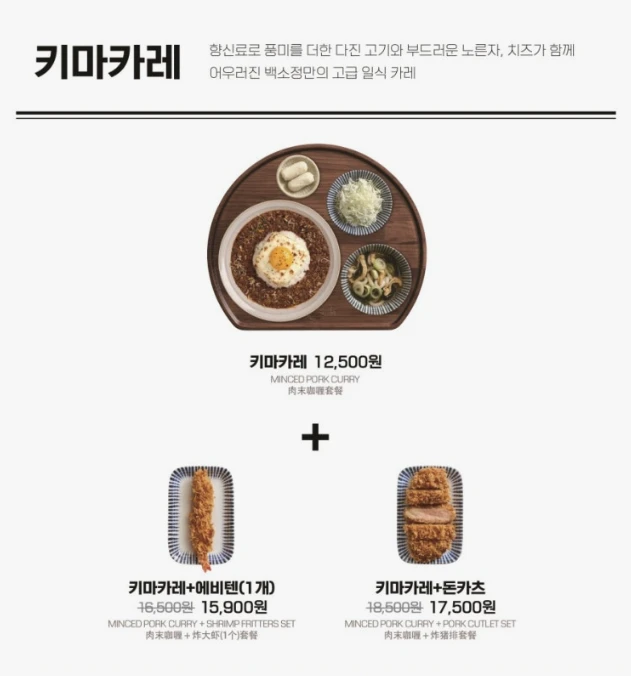 키마카레
향신료로 풍미를 더한 다진 고기와 부드러운 노른자, 치즈가 함께
어우러진 백소정만의 고급 일식 카레
키마카레 12,500원
MINCED PORK CURRY
肉末咖喱套餐
+
키마카레+에비텐(1개)
16,500원 15,900원
MINCED PORK CURRY + SHRIMP FRITTERS SET
肉末咖喱 + 炸大虾(1个)套餐
키마카레+돈카츠
18,500원 17,500원
MINCED PORK CURRY + PORK CUTLET SET
肉末咖喱 + 炸猪排套餐